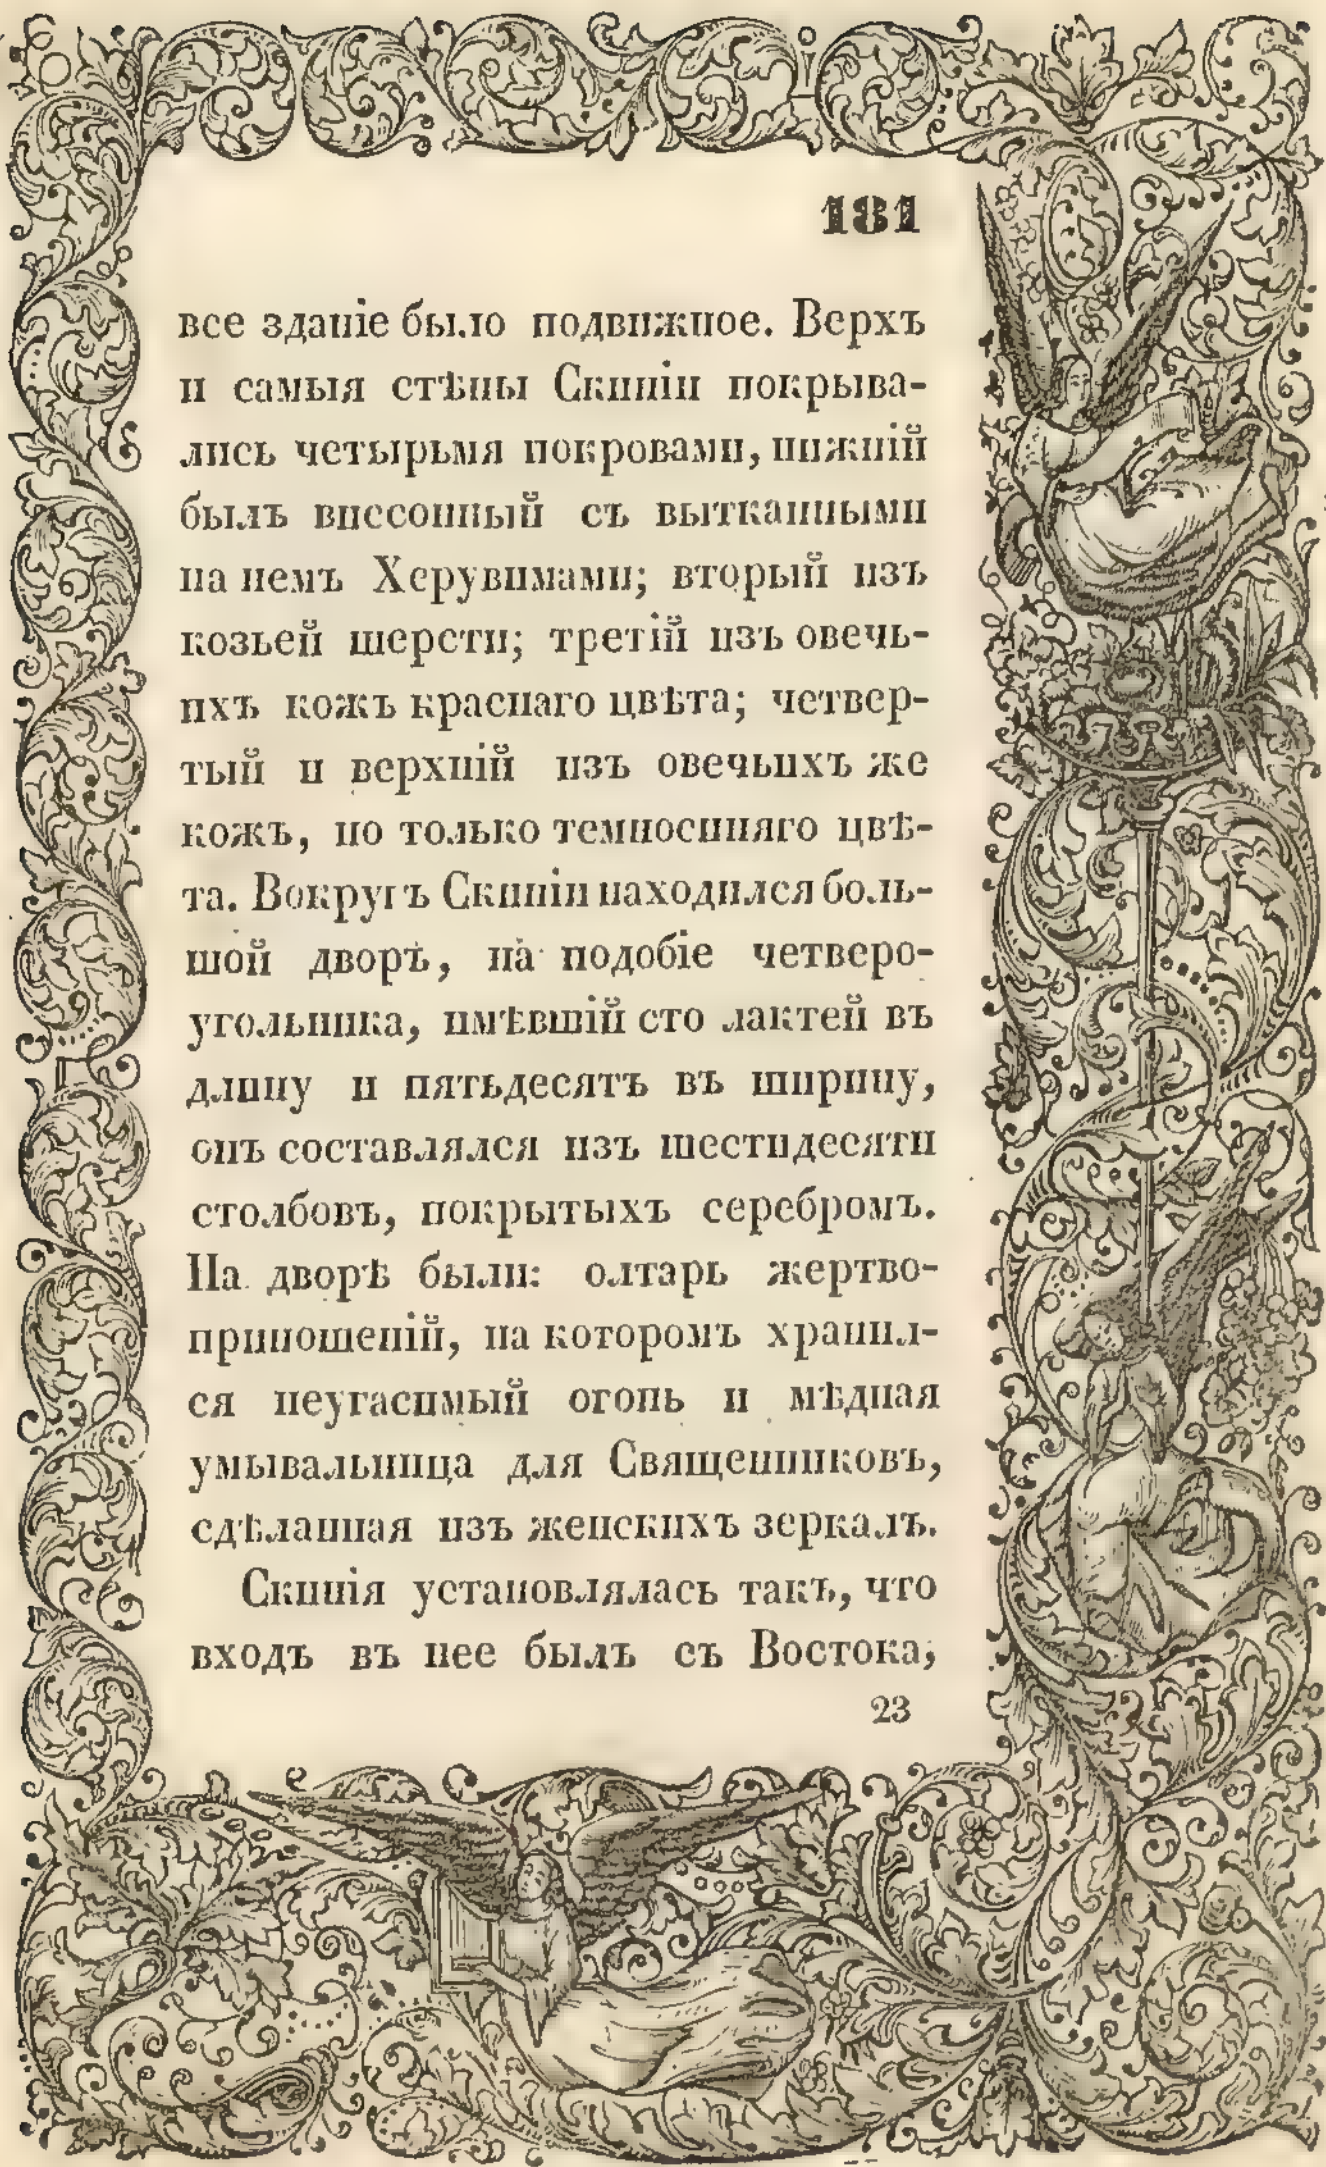 181
все зданіе было подвижное. Верхъ
и самыя стѣны Скиніи покрыва-
лись четырьмя покровами, нижній
былъ виссонный съ вытканными
на немъ Херувимами; вторый изъ
козьей шерсти; третій изъ овечь-
ихъ кожъ краснаго цвѣта; четвер-
тый и верхній изъ овечьихъ же
кожъ, но только темносиняго цвѣ-
та. Вокругъ Скиніи находился боль-
шой дворъ, на подобіе четверо-
угольника, имѣвшій сто лактей въ
длину и пятьдесятъ въ ширину,
онъ составлялся изъ шестидесяти
столбовъ, покрытыхъ серебромъ.
На дворѣ были: олтарь жертво-
приношеній, на которомъ хранил-
ся неугасимый огонь и мѣдная
умывальница для Священниковъ,
сдѣланная изъ женскихъ зеркалъ.
Скинія установлялась такъ, что
входъ въ нее былъ съ Востока,
23